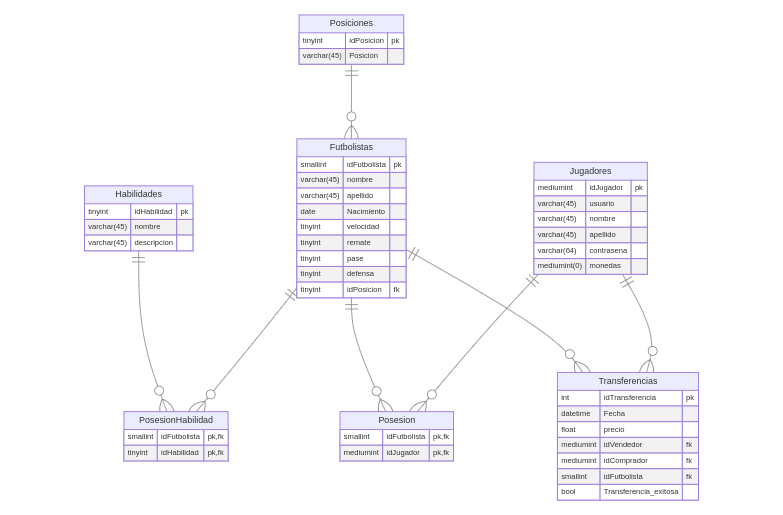 Posiciones
tinyint idPosicion pk
varchar(45) Posicion
Futbolistas
smallint idFutbolista pk
varchar(45) nombre
varchar(45) apellido
date Nacimiento
tinyint velocidad
tinyint remate
tinyint pase
tinyint defensa
tinyint idPosicion fk
Jugadores
mediumint idJugador pk
varchar(45) usuario
varchar(45) nombre
varchar(45) apellido
varchar(64) contrasena
mediumint(0) monedas
Habilidades
tinyint idHabilidad pk
varchar(45) nombre
varchar(45) descripcion
PosesionHabilidad
smallint idFutbolista pk,fk
tinyint idHabilidad pk,fk
Posesion
smallint idFutbolista pk,fk
mediumint idJugador pk,fk
Transferencias
int idTransferencia pk
datetime Fecha
float precio
mediumint idVendedor fk
mediumint idComprador fk
smallint idFutbolista fk
bool Transferencia_exitosa